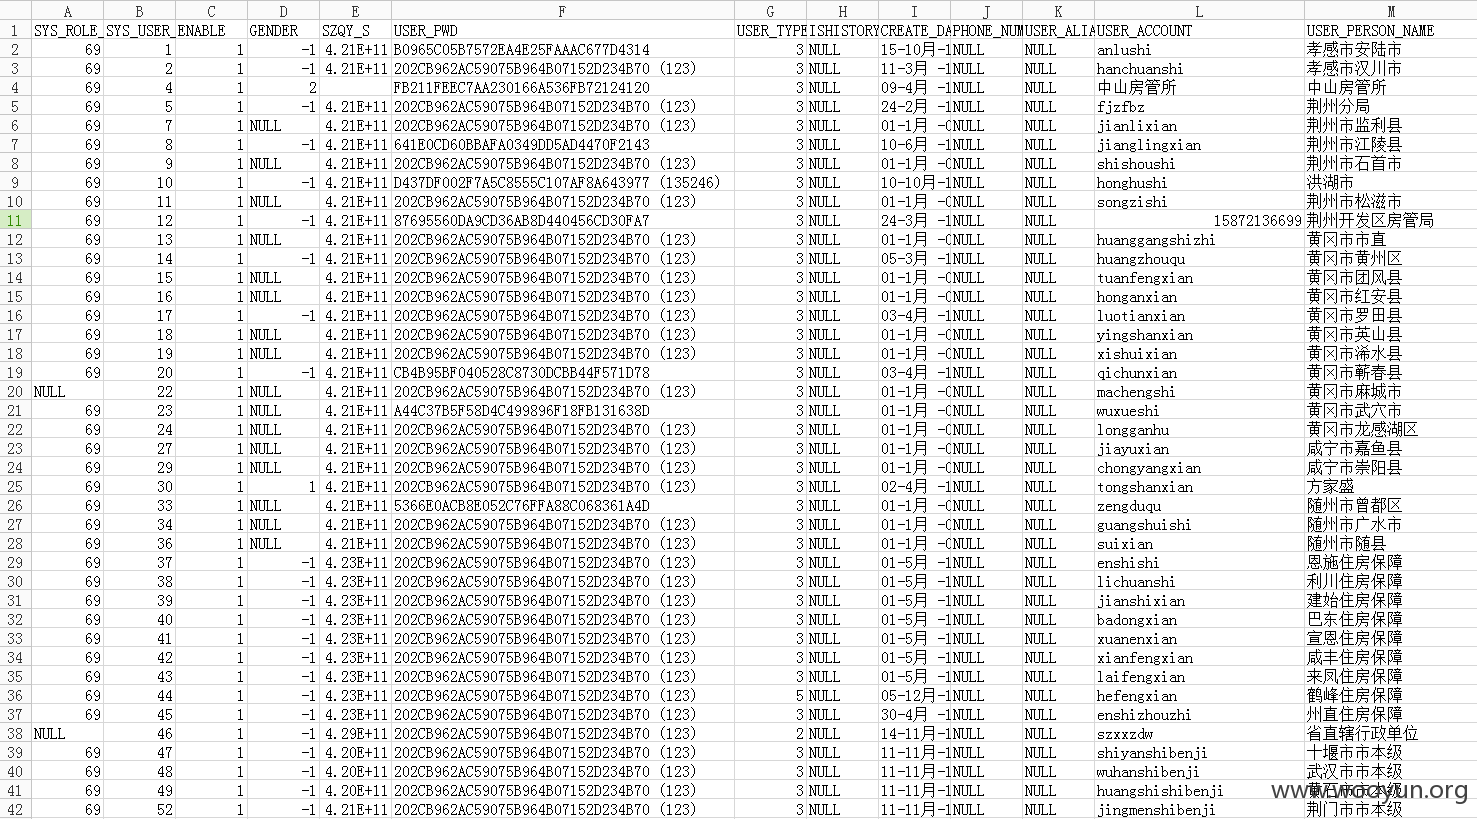 A B C D E F G H I J K L M
1 SYS_ROLE_ SYS_USER_ ENABLE GENDER SZQY_S USER_PWD USER_TYPE ISHISTORY CREATE_DA PHONE_NUM USER_ALIA USER_ACCOUNT USER_PERSON_NAME
2 69 1 1 -1 4.21E+11 B0965C05B7572EA4E25FAAAC677D4314 3 NULL 15-10月-1 NULL NULL anlushi 孝感市安陆市
3 69 2 1 -1 4.21E+11 202CB962AC59075B964B07152D234B70 (123) 3 NULL 11-3月 -1 NULL NULL hanchuanshi 孝感市汉川市
4 69 4 1 2 FB211FEEC7AA230166A536FB72124120 3 NULL 09-4月 -1 NULL NULL 中山房管所 中山房管所
5 69 5 1 -1 4.21E+11 202CB962AC59075B964B07152D234B70 (123) 3 NULL 24-2月 -1 NULL NULL fjzfbz 荆州分局
6 69 7 1 NULL 4.21E+11 202CB962AC59075B964B07152D234B70 (123) 3 NULL 01-1月 -0 NULL NULL jianlixian 荆州市监利县
7 69 8 1 -1 4.21E+11 641E0CD60BBAFA0349DD5AD4470F2143 3 NULL 10-6月 -1 NULL NULL jianglingxian 荆州市江陵县
8 69 9 1 NULL 4.21E+11 202CB962AC59075B964B07152D234B70 (123) 3 NULL 01-1月 -0 NULL NULL shishoushi 荆州市石首市
9 69 10 1 -1 4.21E+11 D437DF002F7A5C8555C107AF8A643977 (135246) 3 NULL 10-10月-1 NULL NULL honghushi 洪湖市
10 69 11 1 NULL 4.21E+11 202CB962AC59075B964B07152D234B70 (123) 3 NULL 01-1月 -0 NULL NULL songzishi 荆州市松滋市
11 69 12 1 -1 4.21E+11 87695560DA9CD36AB8D440456CD30FA7 3 NULL 24-3月 -1 NULL NULL 15872136699 荆州开发区房管局
12 69 13 1 NULL 4.21E+11 202CB962AC59075B964B07152D234B70 (123) 3 NULL 01-1月 -0 NULL NULL huanggangshizhi 黄冈市市直
13 69 14 1 -1 4.21E+11 202CB962AC59075B964B07152D234B70 (123) 3 NULL 05-3月 -1 NULL NULL huangzhouqu 黄冈市黄州区
14 69 15 1 NULL 4.21E+11 202CB962AC59075B964B07152D234B70 (123) 3 NULL 01-1月 -0 NULL NULL tuanfengxian 黄冈市团风县
15 69 16 1 NULL 4.21E+11 202CB962AC59075B964B07152D234B70 (123) 3 NULL 01-1月 -0 NULL NULL honganxian 黄冈市红安县
16 69 17 1 -1 4.21E+11 202CB962AC59075B964B07152D234B70 (123) 3 NULL 03-4月 -1 NULL NULL luotianxian 黄冈市罗田县
17 69 18 1 NULL 4.21E+11 202CB962AC59075B964B07152D234B70 (123) 3 NULL 01-1月 -0 NULL NULL yingshanxian 黄冈市英山县
18 69 19 1 NULL 4.21E+11 202CB962AC59075B964B07152D234B70 (123) 3 NULL 01-1月 -0 NULL NULL xishuixian 黄冈市浠水县
19 69 20 1 -1 4.21E+11 CB4B95BF040528C8730DCBB44F571D78 3 NULL 03-4月 -1 NULL NULL qichunxian 黄冈市蕲春县
20 NULL 22 1 NULL 4.21E+11 202CB962AC59075B964B07152D234B70 (123) 3 NULL 01-1月 -0 NULL NULL machengshi 黄冈市麻城市
21 69 23 1 NULL 4.21E+11 A44C37B5F58D4C499896F18FB131638D 3 NULL 01-1月 -0 NULL NULL wuxueshi 黄冈市武穴市
22 69 24 1 NULL 4.21E+11 202CB962AC59075B964B07152D234B70 (123) 3 NULL 01-1月 -0 NULL NULL longganhu 黄冈市龙感湖区
23 69 27 1 NULL 4.21E+11 202CB962AC59075B964B07152D234B70 (123) 3 NULL 01-1月 -0 NULL NULL jiayuxian 咸宁市嘉鱼县
24 69 29 1 NULL 4.21E+11 202CB962AC59075B964B07152D234B70 (123) 3 NULL 01-1月 -0 NULL NULL chongyangxian 咸宁市崇阳县
25 69 30 1 1 4.21E+11 202CB962AC59075B964B07152D234B70 (123) 3 NULL 02-4月 -1 NULL NULL tongshanxian 方家盛
26 69 33 1 NULL 4.21E+11 5366E0ACB8E052C76FFA88C068361A4D 3 NULL 01-1月 -0 NULL NULL zengduqu 随州市曾都区
27 69 34 1 NULL 4.21E+11 202CB962AC59075B964B07152D234B70 (123) 3 NULL 01-1月 -0 NULL NULL guangshuishi 随州市广水市
28 69 36 1 NULL 4.21E+11 202CB962AC59075B964B07152D234B70 (123) 3 NULL 01-1月 -0 NULL NULL suixian 随州市随县
29 69 37 1 -1 4.23E+11 202CB962AC59075B964B07152D234B70 (123) 3 NULL 01-5月 -1 NULL NULL enshishi 恩施住房保障
30 69 38 1 -1 4.23E+11 202CB962AC59075B964B07152D234B70 (123) 3 NULL 01-5月 -1 NULL NULL lichuanshi 利川住房保障
31 69 39 1 -1 4.23E+11 202CB962AC59075B964B07152D234B70 (123) 3 NULL 01-5月 -1 NULL NULL jianshixian 建始住房保障
32 69 40 1 -1 4.23E+11 202CB962AC59075B964B07152D234B70 (123) 3 NULL 01-5月 -1 NULL NULL badongxian 巴东住房保障
33 69 41 1 -1 4.23E+11 202CB962AC59075B964B07152D234B70 (123) 3 NULL 01-5月 -1 NULL NULL xuanenxian 宣恩住房保障
34 69 42 1 -1 4.23E+11 202CB962AC59075B964B07152D234B70 (123) 3 NULL 01-5月 -1 NULL NULL xianfengxian 咸丰住房保障
35 69 43 1 -1 4.23E+11 202CB962AC59075B964B07152D234B70 (123) 3 NULL 01-5月 -1 NULL NULL laifengxian 来凤住房保障
36 69 44 1 -1 4.23E+11 202CB962AC59075B964B07152D234B70 (123) 5 NULL 05-12月-1 NULL NULL hefengxian 鹤峰住房保障
37 69 45 1 -1 4.23E+11 202CB962AC59075B964B07152D234B70 (123) 3 NULL 30-4月 -1 NULL NULL enshizhouzhi 州直住房保障
38 NULL 46 1 -1 4.29E+11 202CB962AC59075B964B07152D234B70 (123) 2 NULL 14-11月-1 NULL NULL szxxzdw 省直辖行政单位
39 69 47 1 -1 4.20E+11 202CB962AC59075B964B07152D234B70 (123) 3 NULL 11-11月-1 NULL NULL shiyanshibenji 十堰市市本级
40 69 48 1 -1 4.20E+11 202CB962AC59075B964B07152D234B70 (123) 3 NULL 11-11月-1 NULL NULL wuhanshibenji 武汉市市本级
41 69 49 1 -1 4.20E+11 202CB962AC59075B964B07152D234B70 (123) 3 NULL 11-11月-1 NULL NULL huangshishibenji 黄石市市本级
42 69 52 1 -1 4.21E+11 202CB962AC59075B964B07152D234B70 (123) 3 NULL 11-11月-1 NULL NULL jingmenshibenji 荆门市市本级
www.wooyun.org